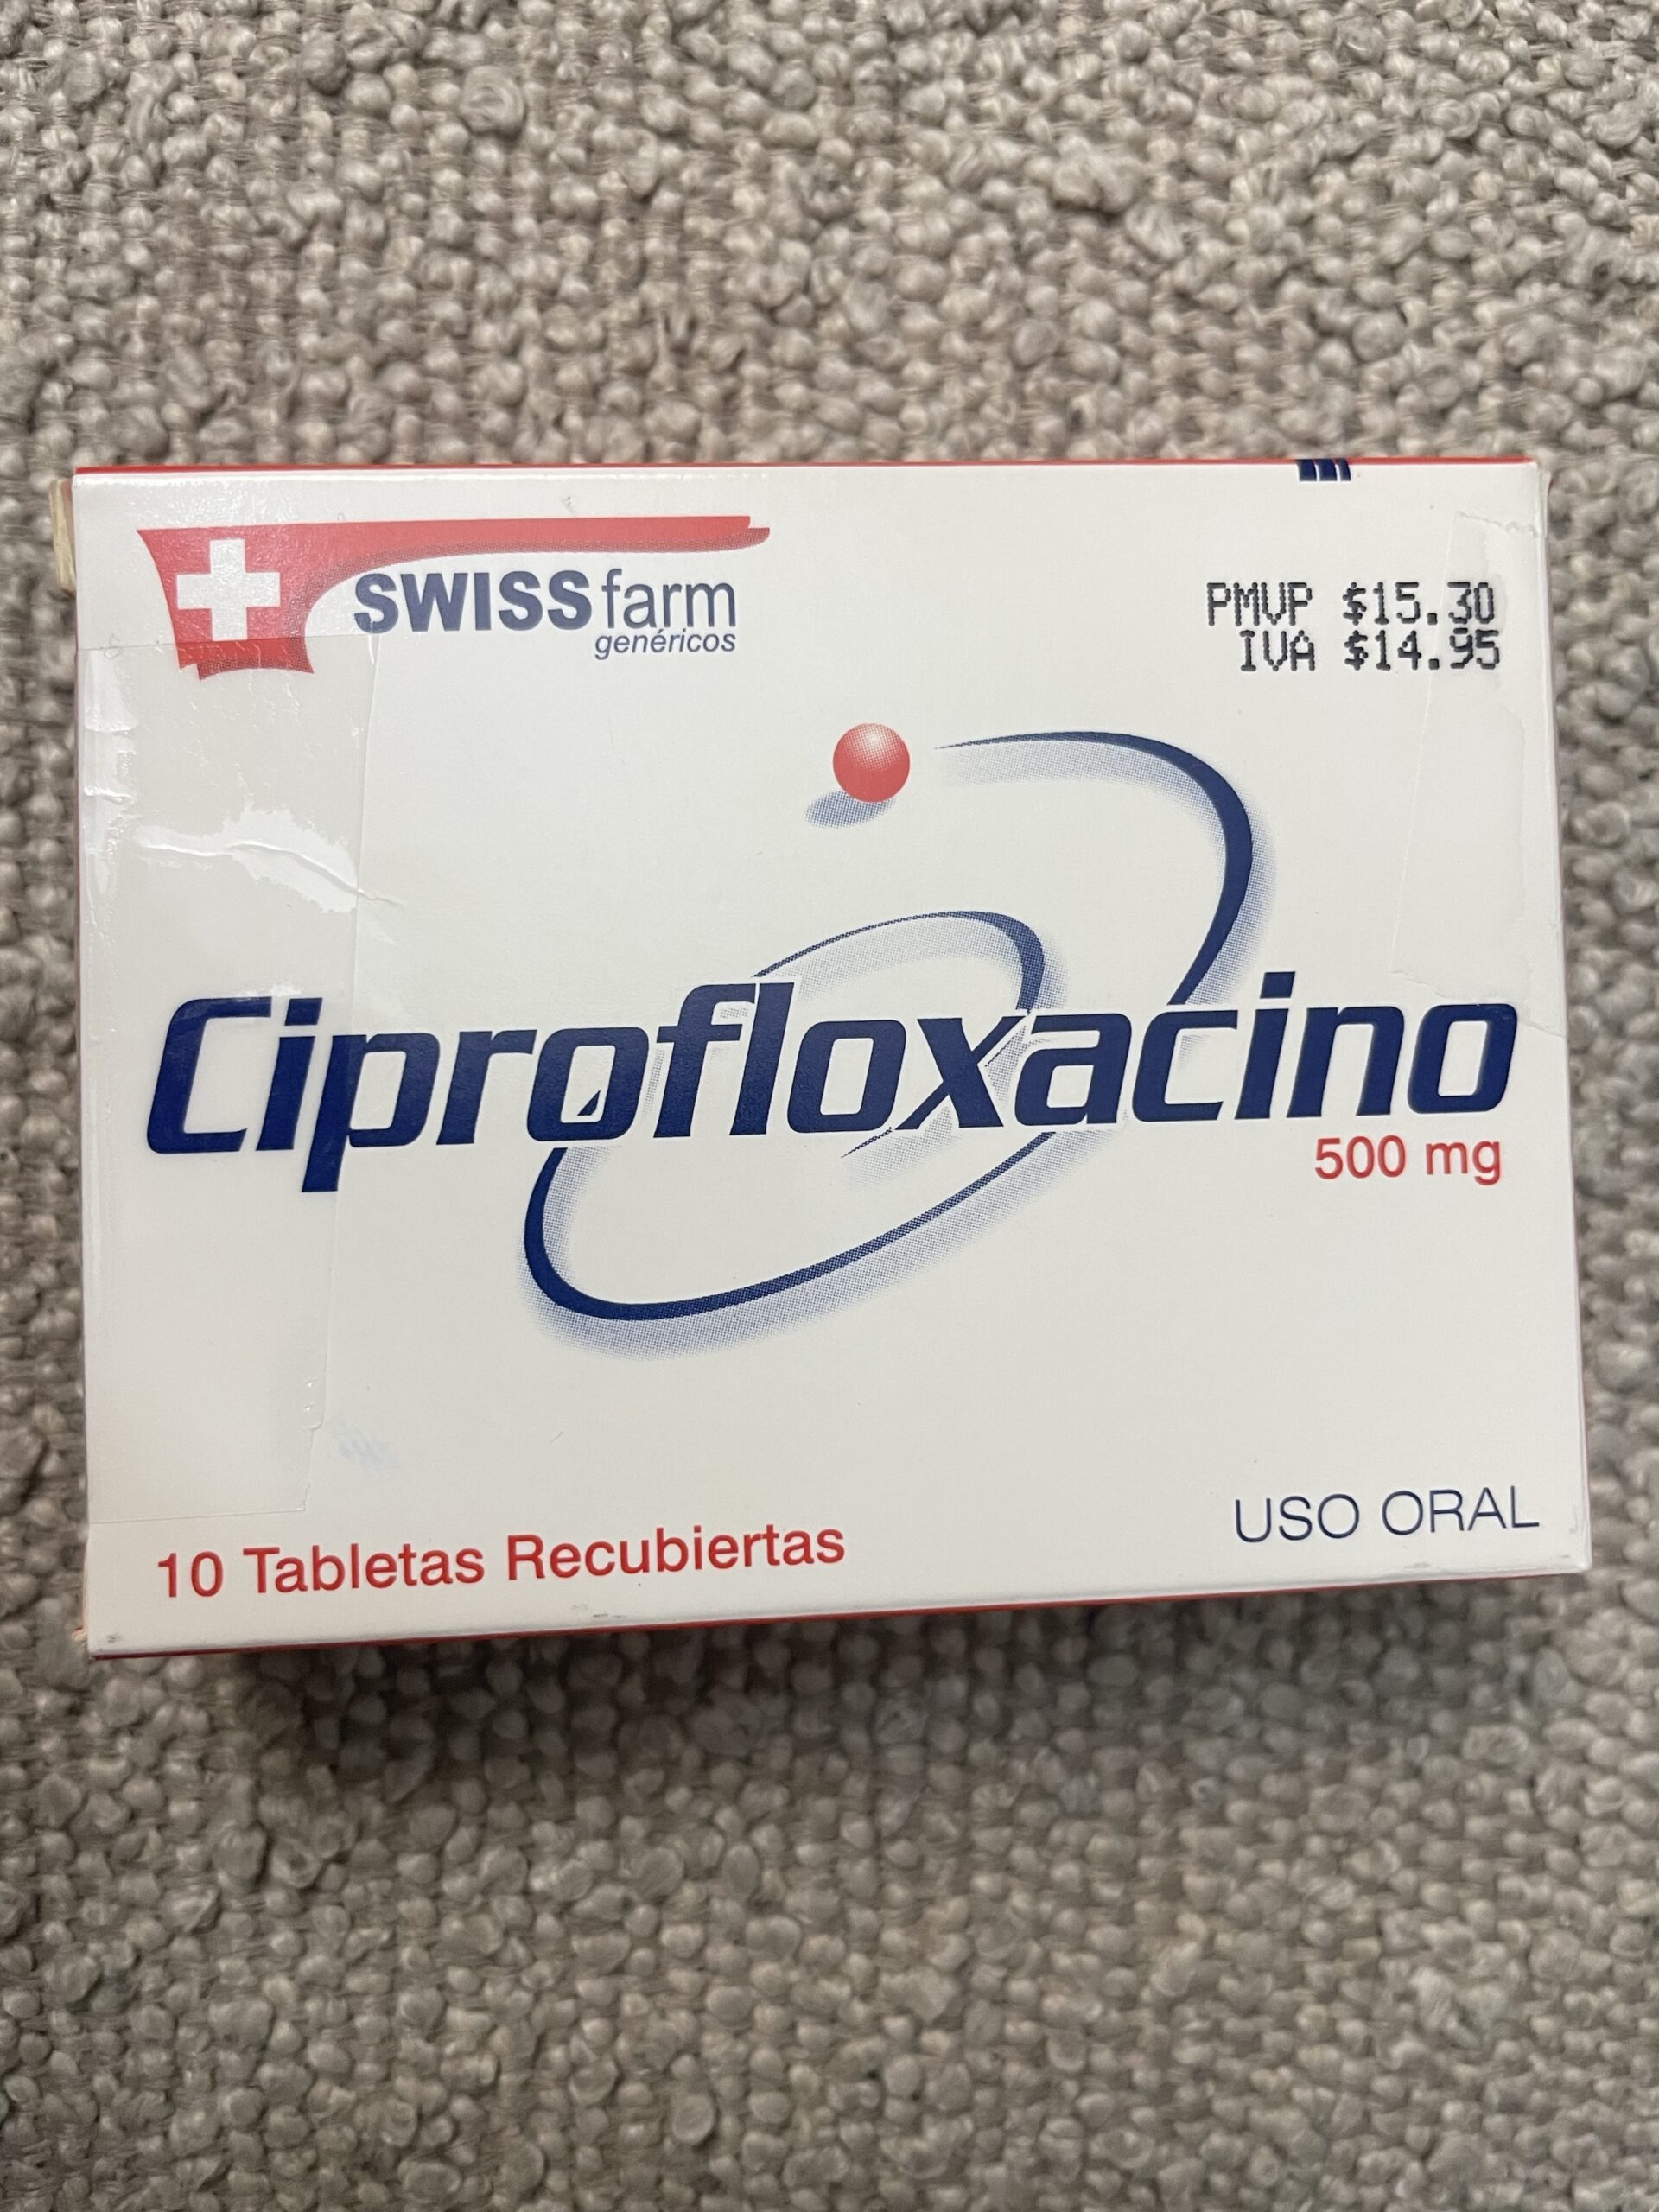 SWISS farm
genéricos
PMVP $15.30
IVA $14.95
Ciprofloxacino
500 mg
10 Tabletas Recubiertas
USO ORAL